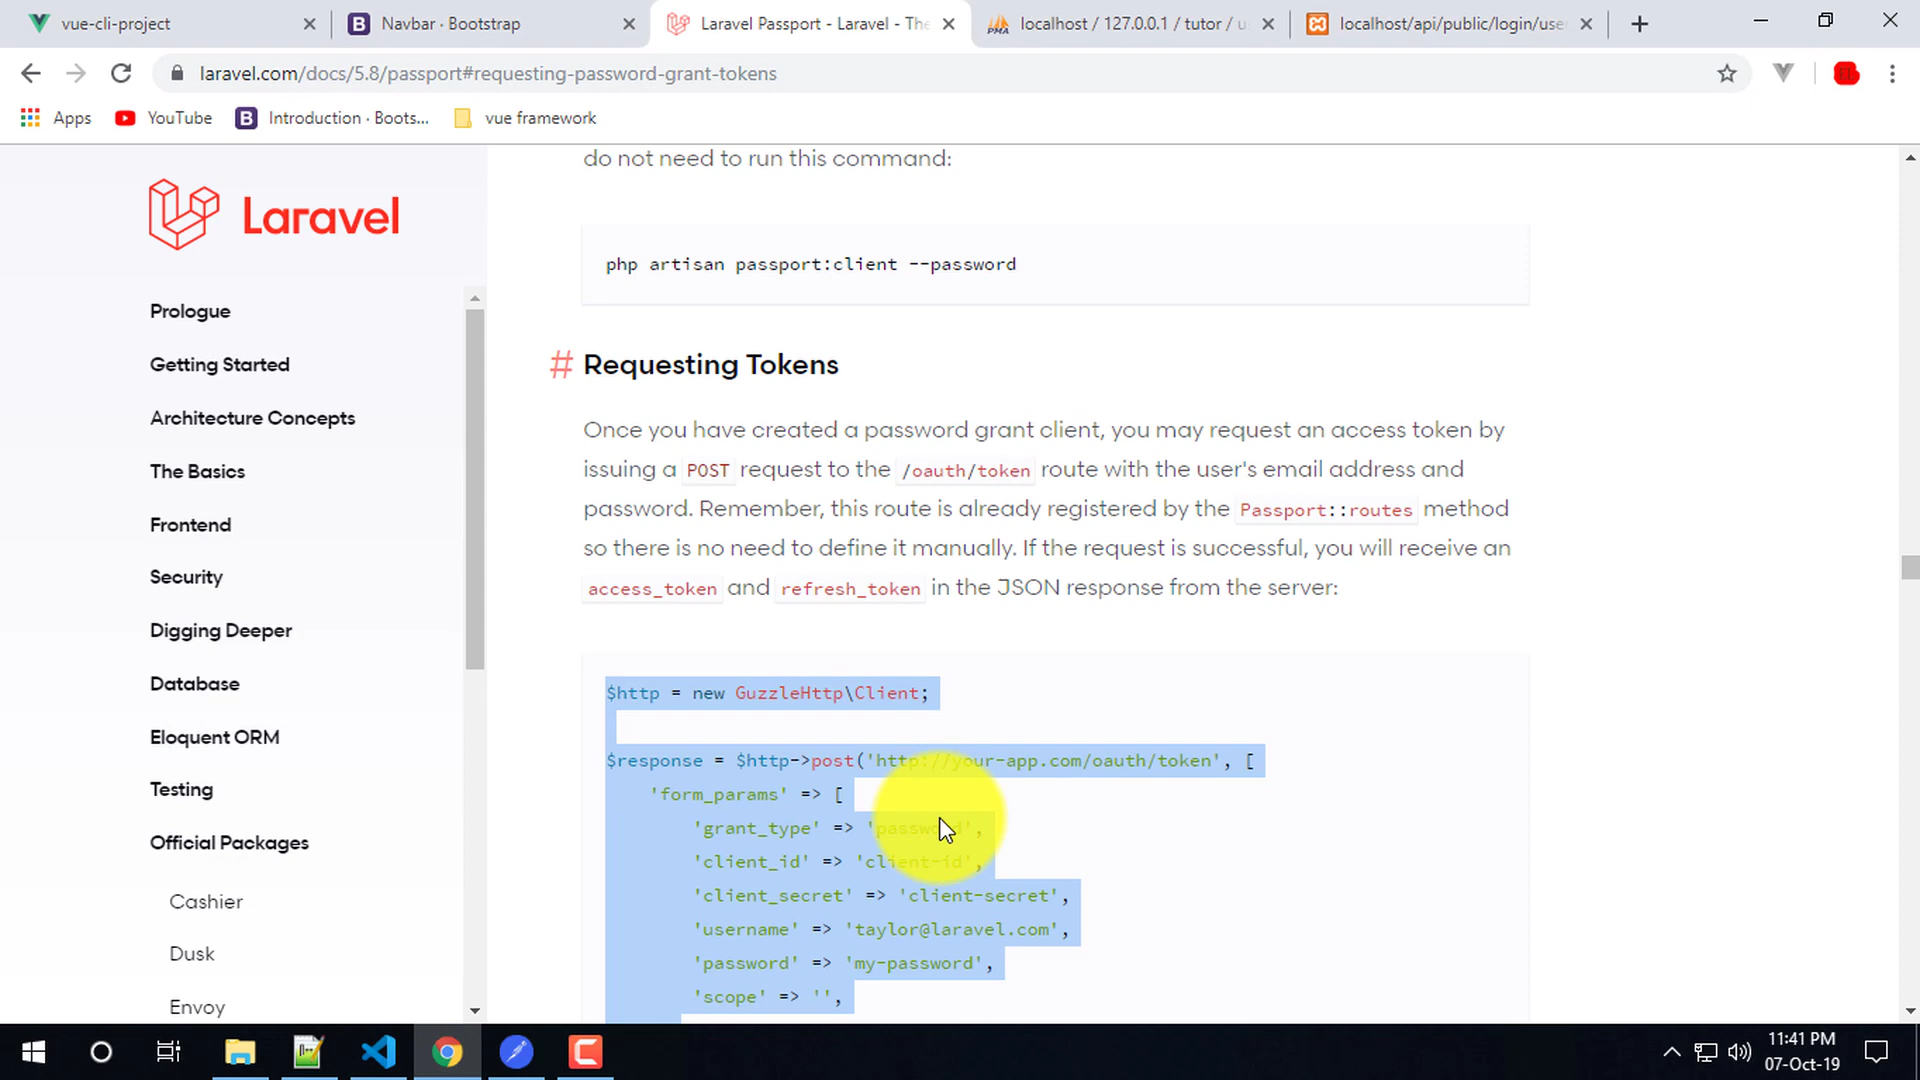 vue-cli-project
Navbar · Bootstrap
Laravel Passport - Laravel - The
localhost / 127.0.0.1 / tutor / u
localhost/api/public/login/use
laravel.com/docs/5.8/passport#requesting-password-grant-tokens
Apps
YouTube
Introduction · Boots...
vue framework
Laravel
Prologue
Getting Started
Architecture Concepts
The Basics
Frontend
Security
Digging Deeper
Database
Eloquent ORM
Testing
Official Packages
Cashier
Dusk
Envoy
do not need to run this command:
php artisan passport:client --password
# Requesting Tokens
Once you have created a password grant client, you may request an access token by
issuing a POST request to the /oauth/token route with the user's email address and
password. Remember, this route is already registered by the Passport::routes method
so there is no need to define it manually. If the request is successful, you will receive an
access_token and refresh_token in the JSON response from the server:
$http = new GuzzleHttp\Client;
$response = $http->post('http://your-app.com/oauth/token', [
'form_params' => [
'grant_type' => 'password',
'client_id' => 'client-id',
'client_secret' => 'client-secret',
'username' => 'taylor@laravel.com',
'password' => 'my-password',
'scope' => '',
11:41 PM
07-Oct-19